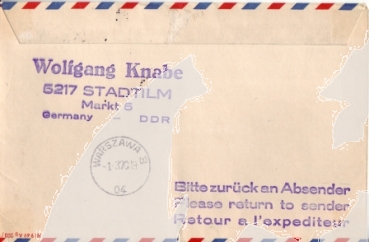 Wolfgang Knabe
5217 STADTILM
Markt 6
Germany - DDR
WARSZAWA
04
Bitte zurück an Absender
Please return to sender
Retour a l'expediteur